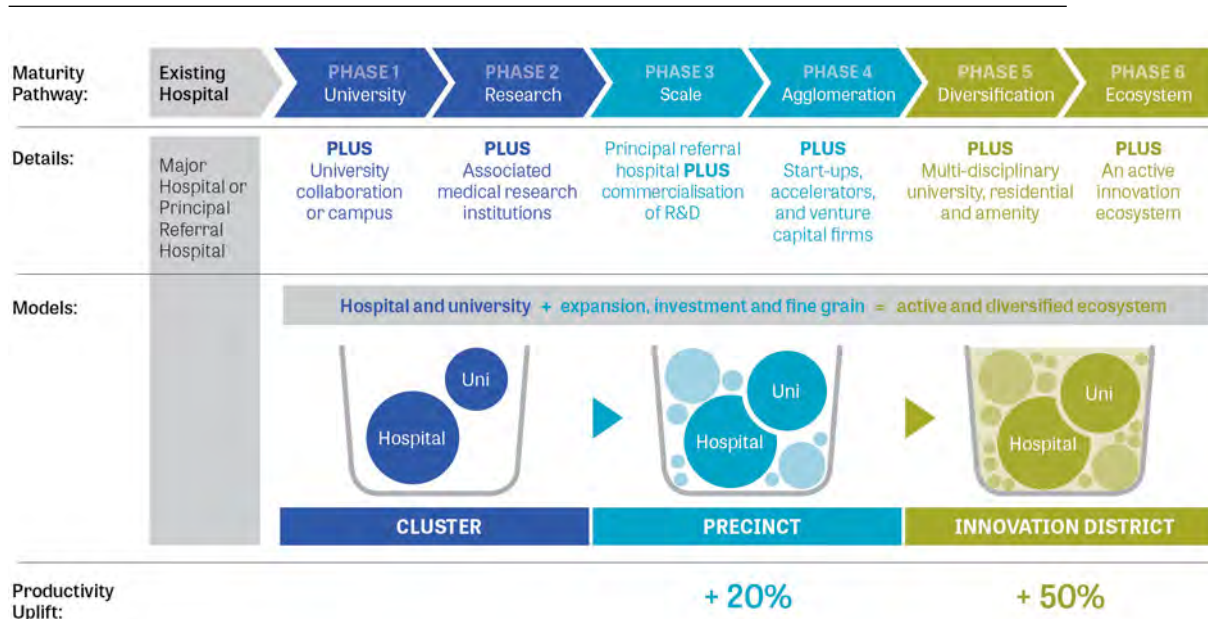 Maturity
Pathway:
Existing
Hospital
PHASE 1
University
PHASE 2
Research
PHASE 3
Scale
PHASE 4
Agglomeration
PHASE 5
Diversification
PHASE 6
Ecosystem
Details:
Major
Hospital or
Principal
Referral
Hospital
PLUS
University
collaboration
or campus
PLUS
Associated
medical research
institutions
Principal referral
hospital PLUS
commercialisation
of R&D
PLUS
Start-ups,
accelerators,
and venture
capital firms
PLUS
Multi-disciplinary
university, residential
and amenity
PLUS
An active
innovation
ecosystem
Models:
Hospital and university + expansion, investment and fine grain = active and diversified ecosystem
Uni
Hospital
Uni
Hospital
Uni
Hospital
CLUSTER
PRECINCT
INNOVATION DISTRICT
Productivity
Uplift:
+ 20%
+ 50%